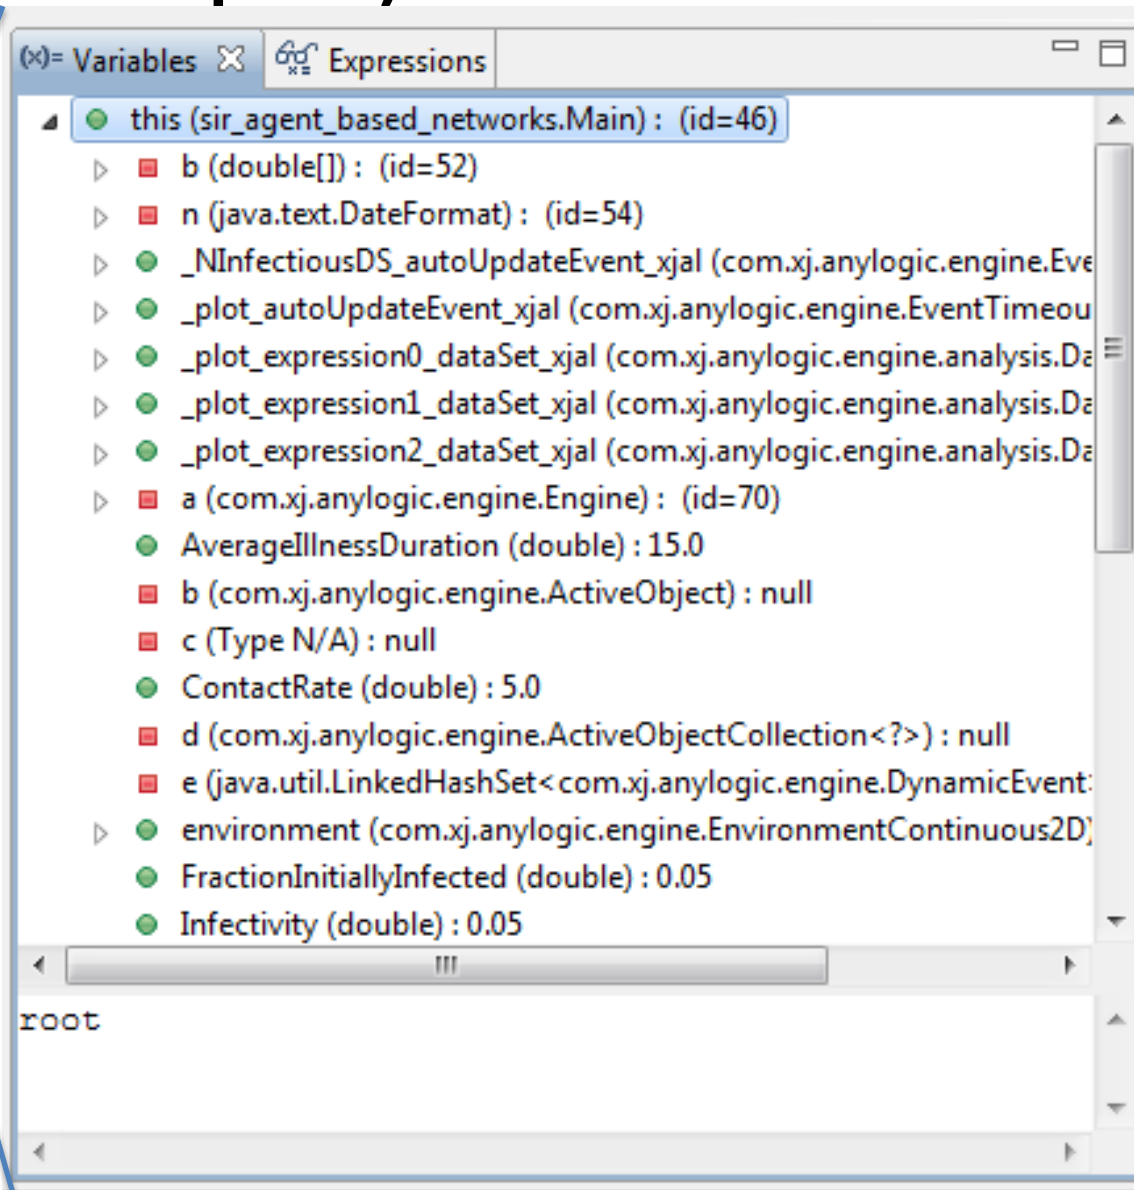 (x)= Variables Expressions
this (sir_agent_based_networks.Main) : (id=46)
b (double[]) : (id=52)
n (java.text.DateFormat) : (id=54)
_NInfectiousDS_autoUpdateEvent_xjal (com.xj.anylogic.engine.Eve
_plot_autoUpdateEvent_xjal (com.xj.anylogic.engine.EventTimeou
_plot_expression0_dataSet_xjal (com.xj.anylogic.engine.analysis.Da
_plot_expression1_dataSet_xjal (com.xj.anylogic.engine.analysis.Da
_plot_expression2_dataSet_xjal (com.xj.anylogic.engine.analysis.Da
a (com.xj.anylogic.engine.Engine) : (id=70)
AverageIllnessDuration (double) : 15.0
b (com.xj.anylogic.engine.ActiveObject) : null
c (Type N/A) : null
ContactRate (double) : 5.0
d (com.xj.anylogic.engine.ActiveObjectCollection<?>) : null
e (java.util.LinkedHashSet<com.xj.anylogic.engine.DynamicEvent>
environment (com.xj.anylogic.engine.EnvironmentContinuous2D)
FractionInitiallyInfected (double) : 0.05
Infectivity (double) : 0.05
root